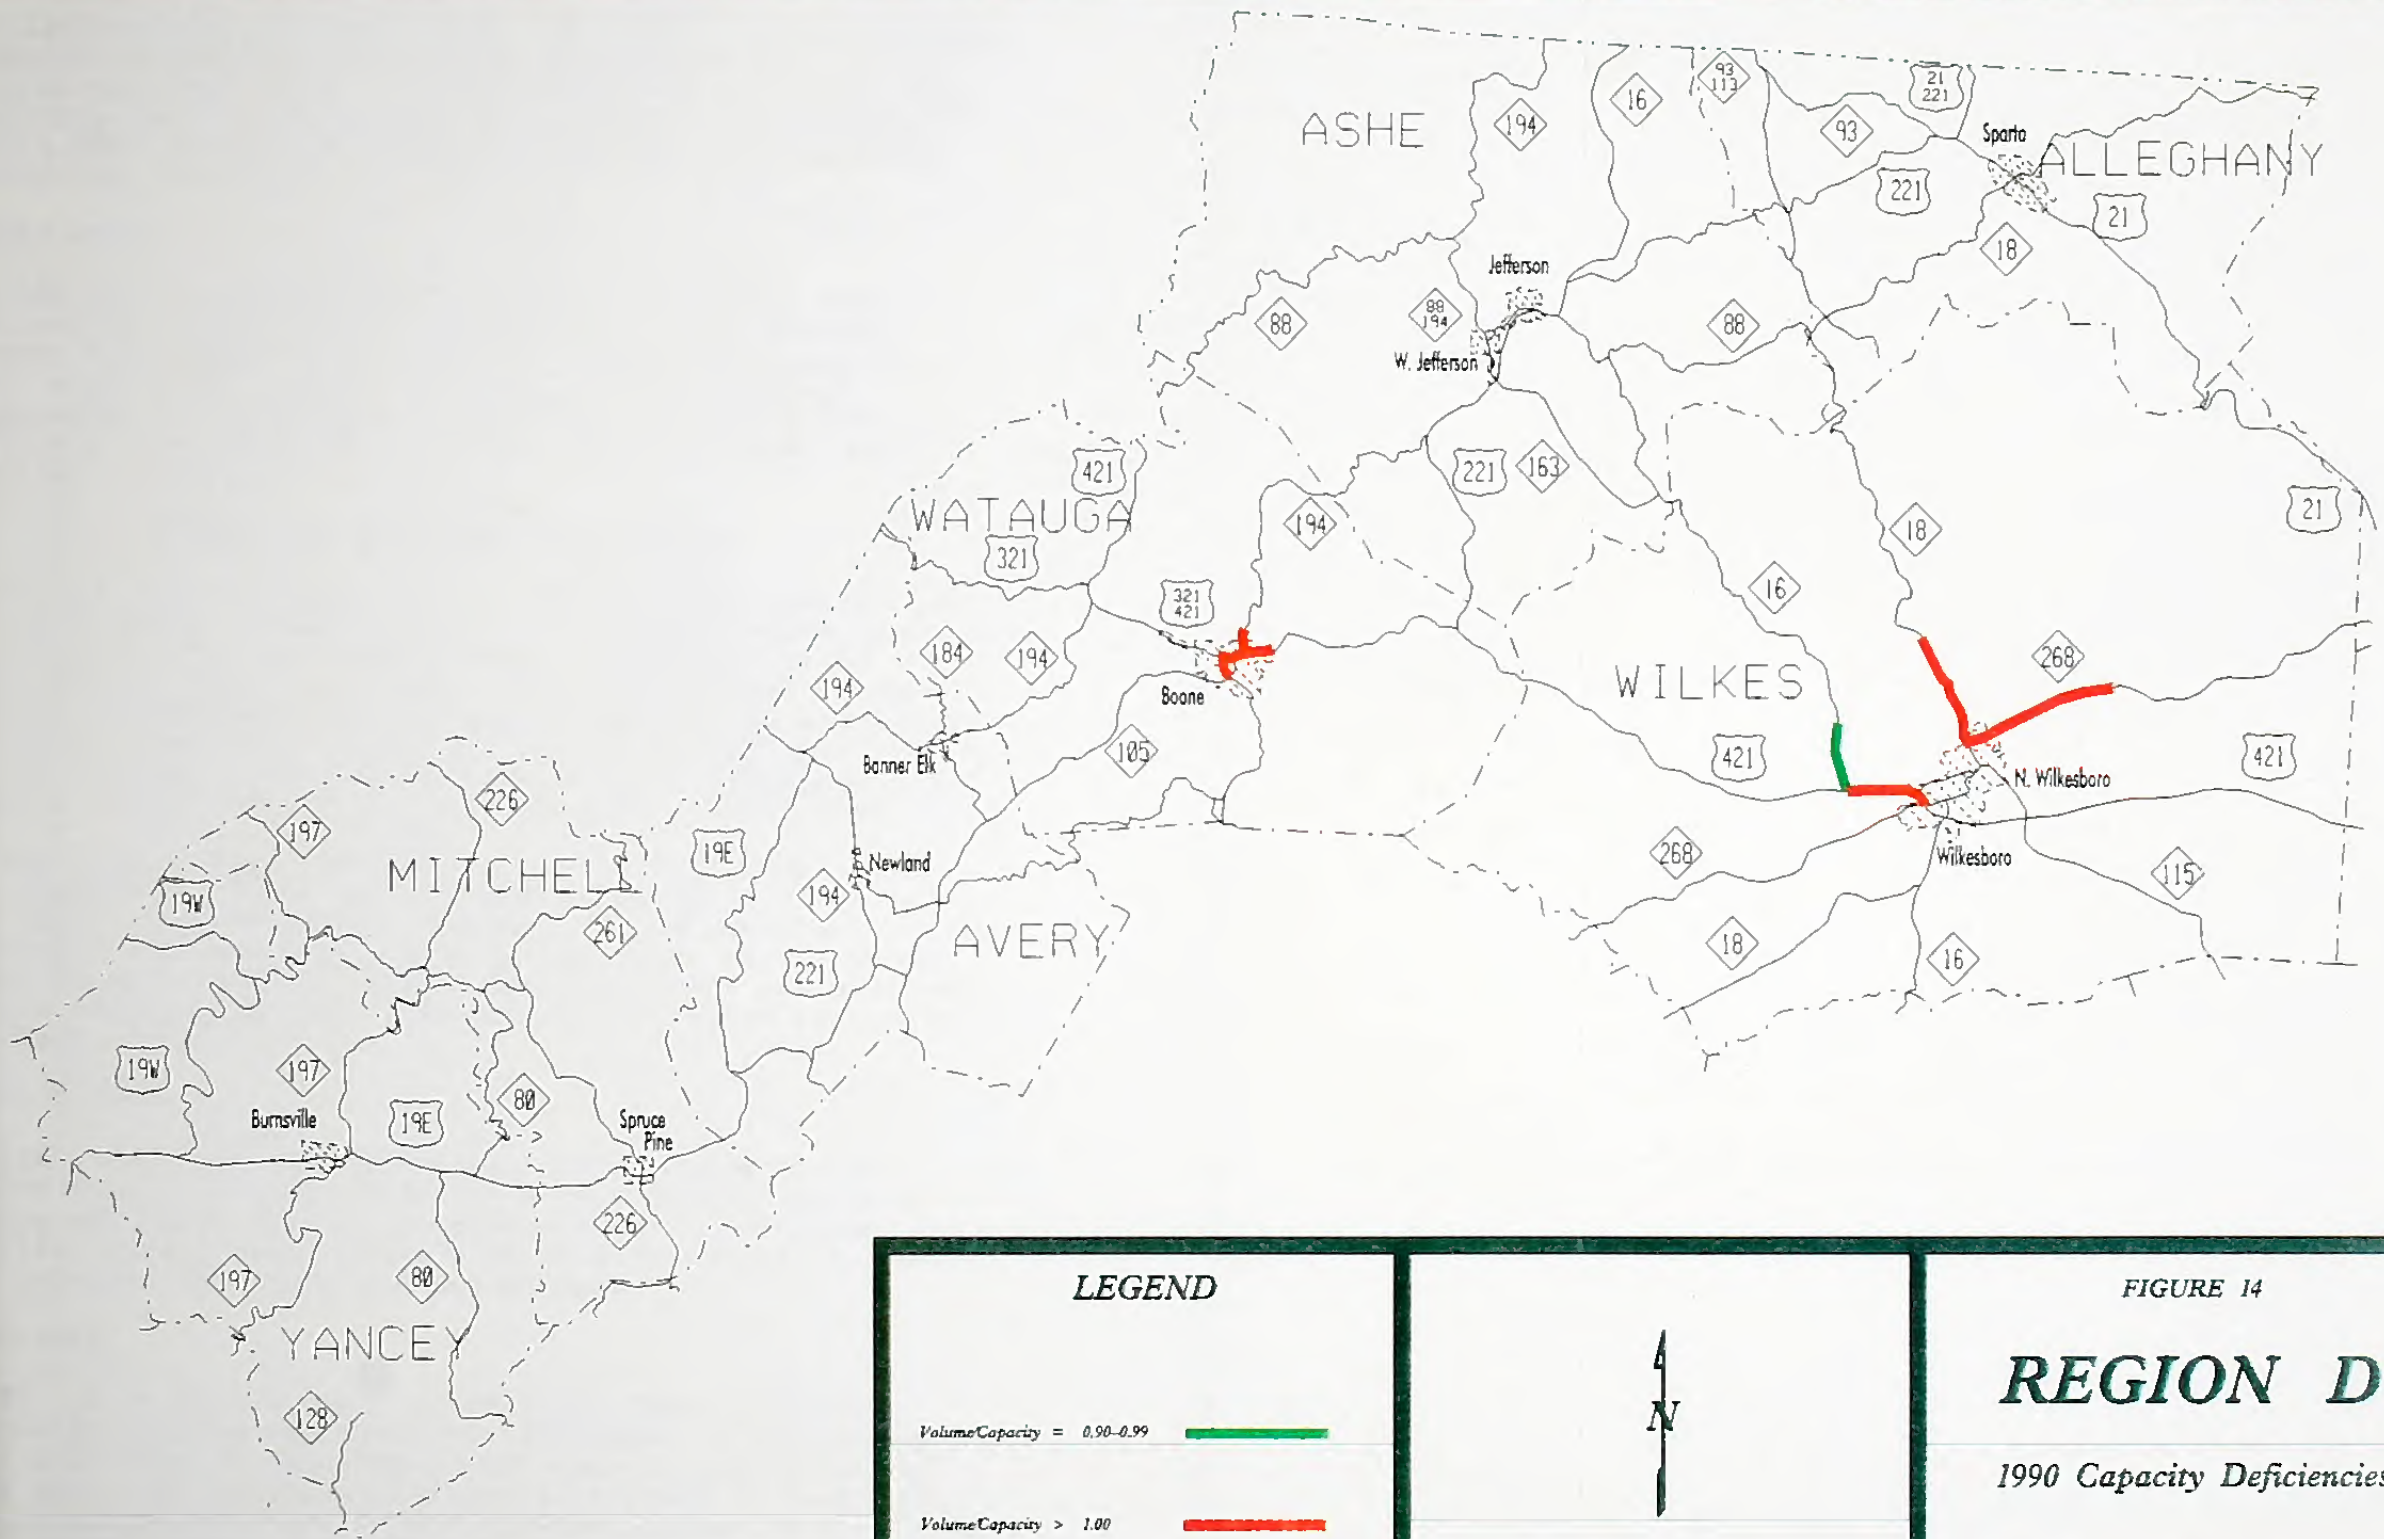 93
113
21
221
16
194
ASHE
93
Sparta
ALLEGHANY
221
21
18
Jefferson
88
88
194
88
W. Jefferson
421
221
163
WATAUGA
194
21
18
321
16
321
421
184
194
268
194
WILKES
Boone
105
421
421
Banner Elk
N. Wilkesboro
226
197
19E
Newland
268
Wilkesboro
115
MITCHELL
194
19W
261
AVERY
18
16
221
19W
197
80
Burnsville
19E
Spruce
Pine
226
197
80
YANCEY
128
LEGEND
Volume/Capacity = 0.90-0.99
Volume/Capacity > 1.00
N
FIGURE 14
REGION D
1990 Capacity Deficiencies